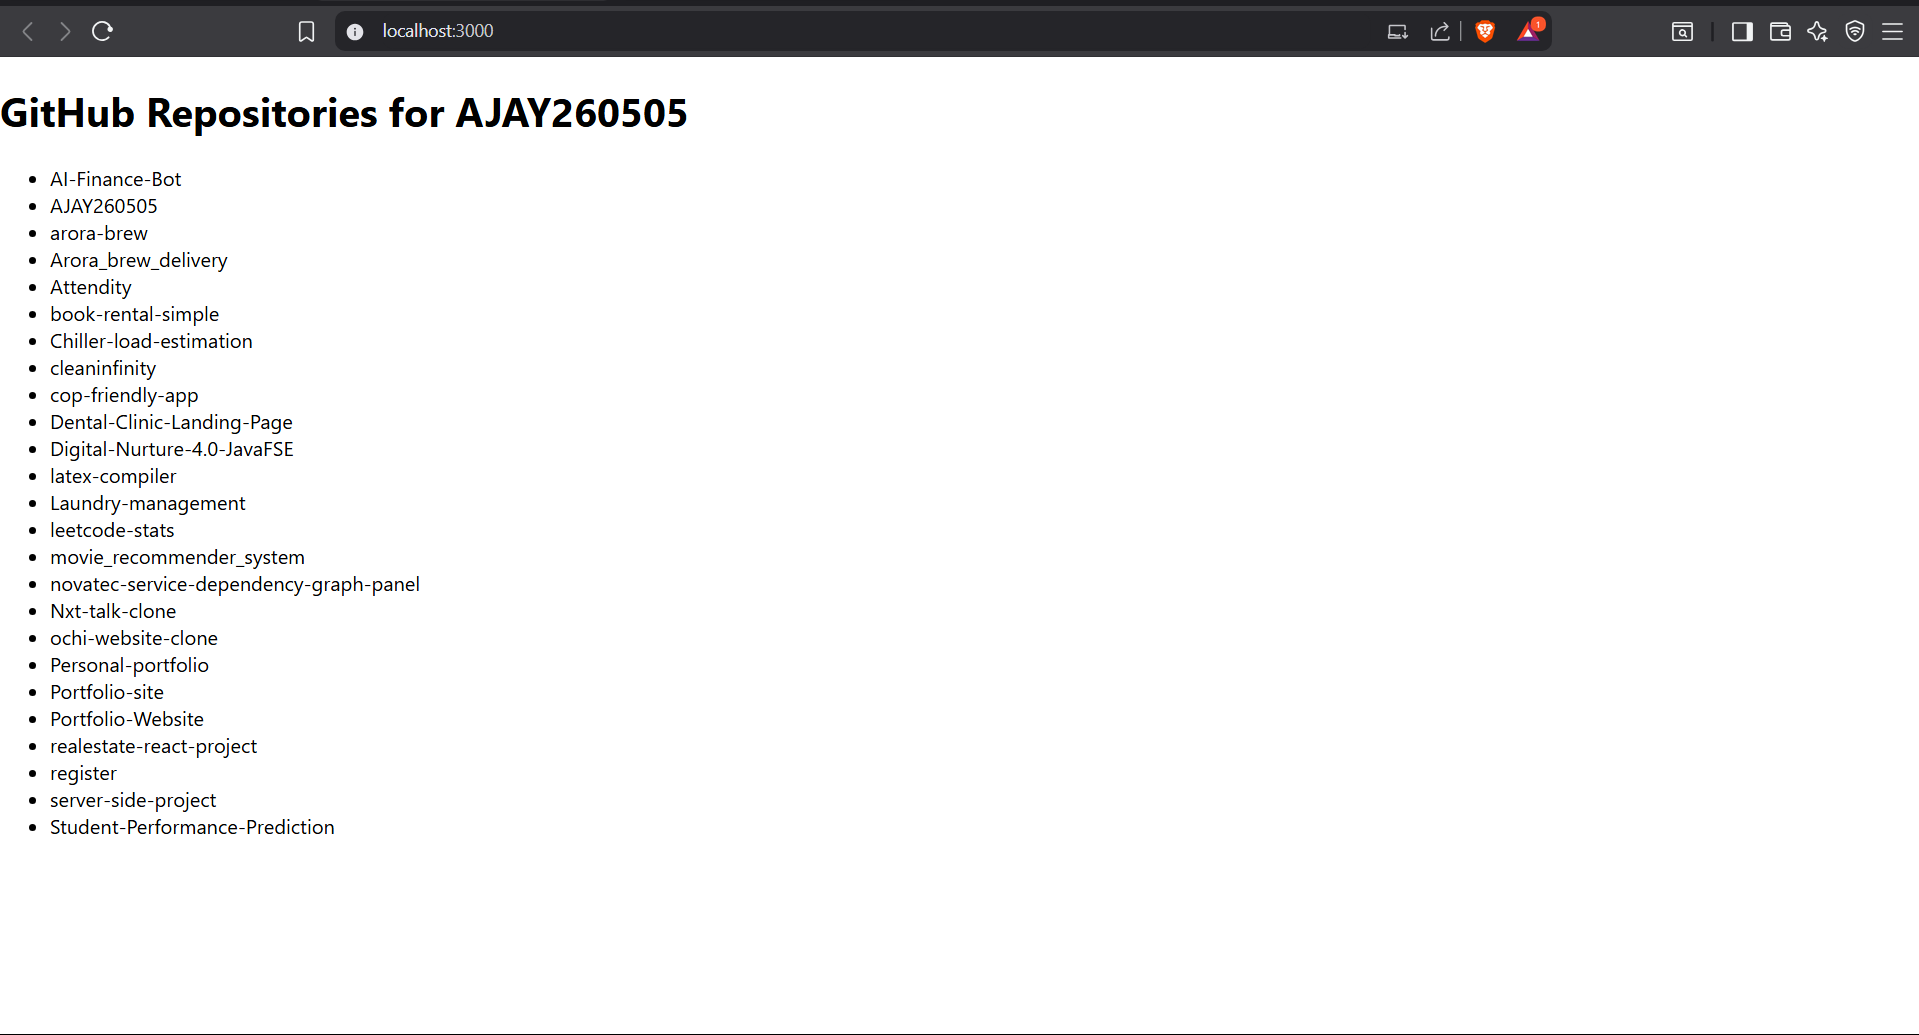 localhost:3000
1
GitHub Repositories for AJAY260505
AI-Finance-Bot
AJAY260505
arora-brew
Arora_brew_delivery
Attendity
book-rental-simple
Chiller-load-estimation
cleaninfinity
cop-friendly-app
Dental-Clinic-Landing-Page
Digital-Nurture-4.0-JavaFSE
latex-compiler
Laundry-management
leetcode-stats
movie_recommender_system
novatec-service-dependency-graph-panel
Nxt-talk-clone
ochi-website-clone
Personal-portfolio
Portfolio-site
Portfolio-Website
realestate-react-project
register
server-side-project
Student-Performance-Prediction